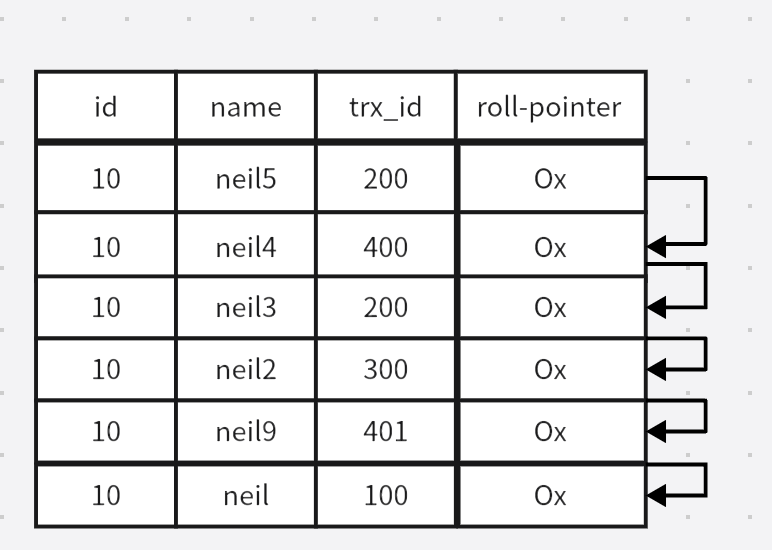 id name trx_id roll-pointer
10 neil5 200 Ox
10 neil4 400 Ox
10 neil3 200 Ox
10 neil2 300 Ox
10 neil9 401 Ox
10 neil 100 Ox